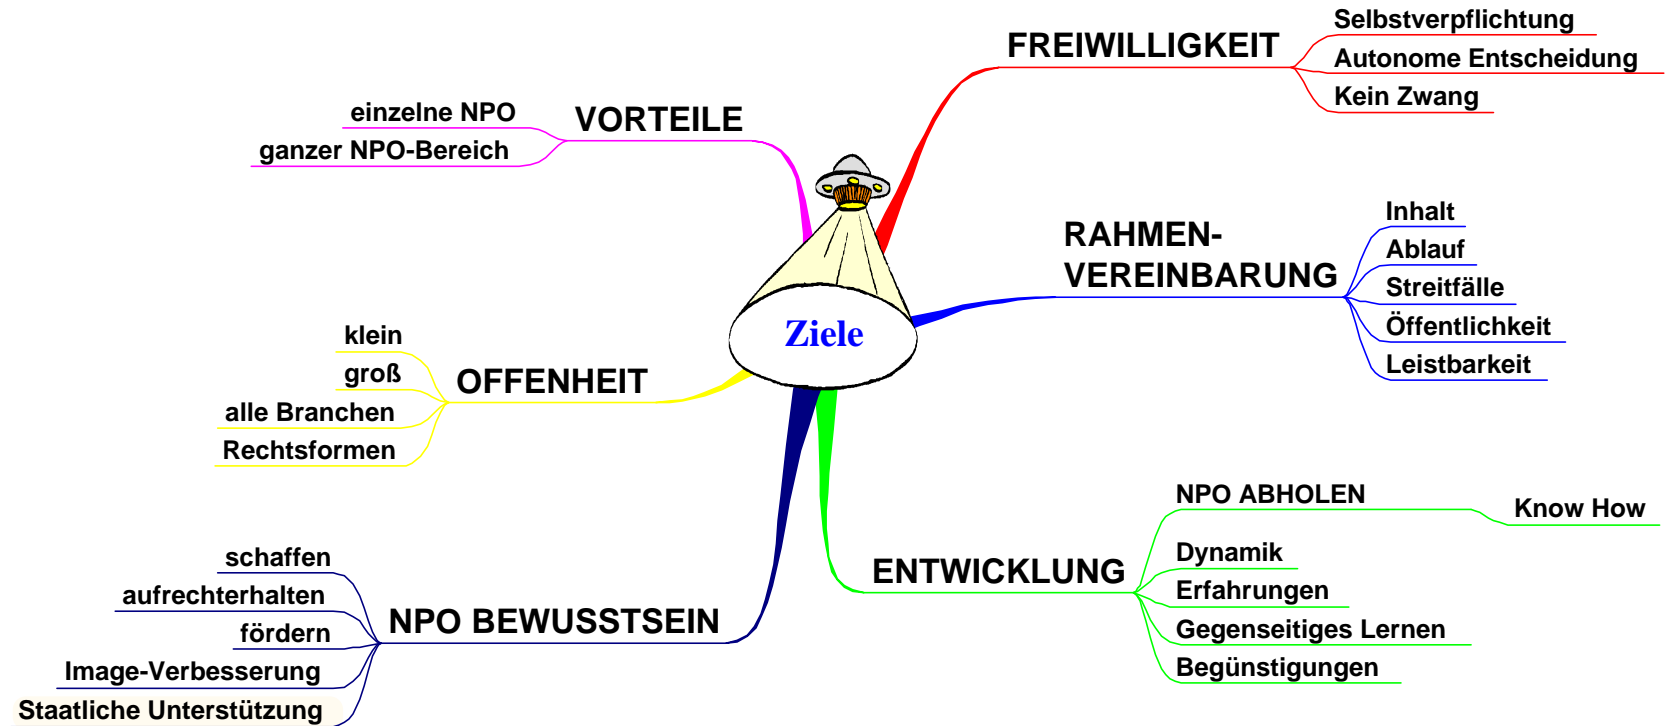 Ziele
FREIWILLIGKEIT
Selbstverpflichtung
Autonome Entscheidung
Kein Zwang
RAHMEN-
VEREINBARUNG
Inhalt
Ablauf
Streitfälle
Öffentlichkeit
Leistbarkeit
ENTWICKLUNG
NPO ABHOLEN
Know How
Dynamik
Erfahrungen
Gegenseitiges Lernen
Begünstigungen
NPO BEWUSSTSEIN
schaffen
aufrechterhalten
fördern
Image-Verbesserung
Staatliche Unterstützung
OFFENHEIT
klein
groß
alle Branchen
Rechtsformen
VORTEILE
einzelne NPO
ganzer NPO-Bereich